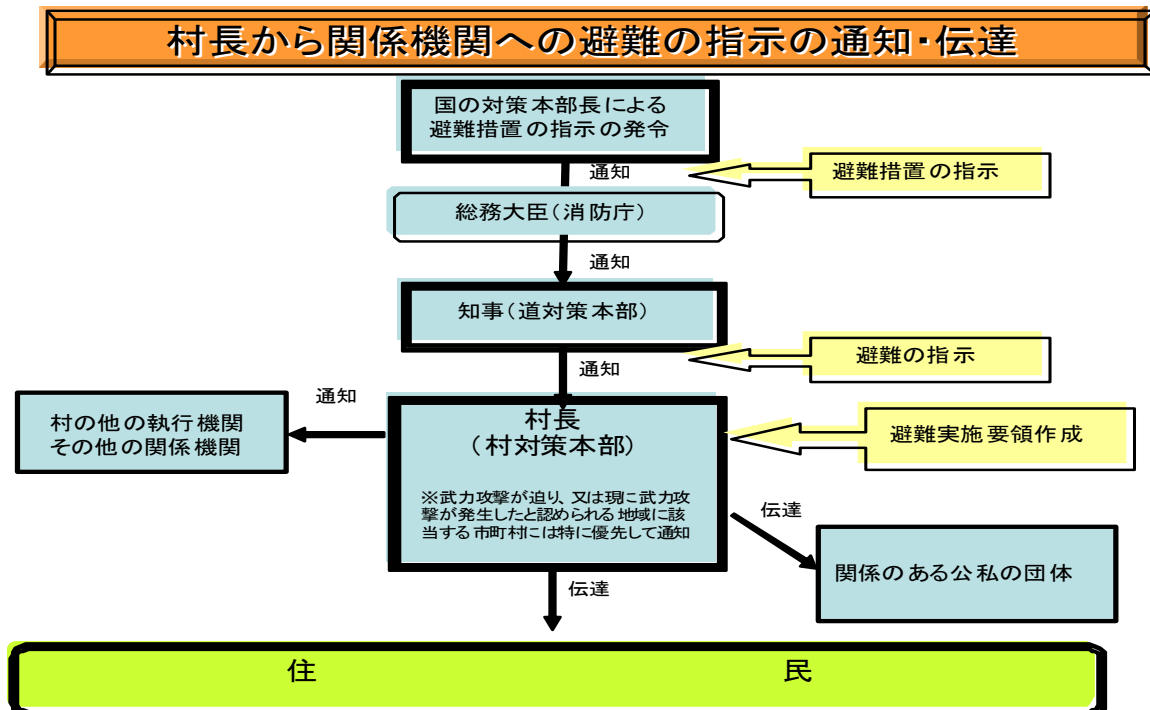 村長から関係機関への避難の指示の通知・伝達
国の対策本部長による
避難措置の指示の発令
通知
避難措置の指示
総務大臣（消防庁）
通知
知事（道対策本部）
避難の指示
通知
通知
村の他の執行機関
その他の関係機関
村長
（村対策本部）
※武力攻撃が迫り、又は現に武力攻
撃が発生したと認められる地域に該
当する市町村には特に優先して通知
避難実施要領作成
伝達
関係のある公私の団体
伝達
住　民